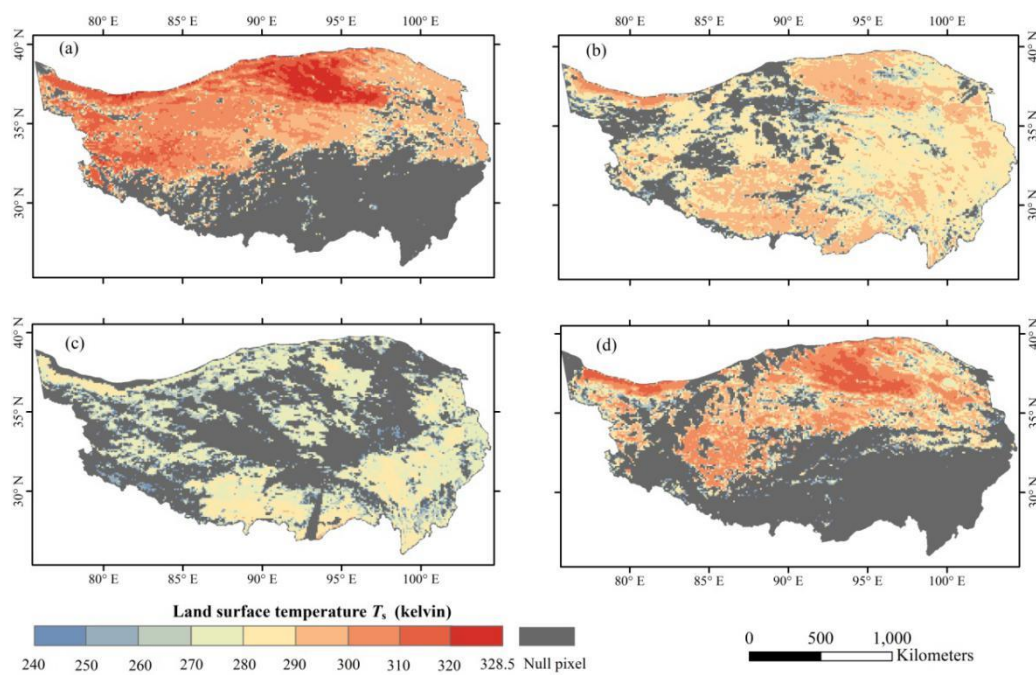 80° E 85° E 90° E 95° E 100° E
80° E 85° E 90° E 95° E 100° E
(a)
(b)
40° N
35° N
30° N
40° N
35° N
30° N
(c)
(d)
40° N
35° N
30° N
40° N
35° N
30° N
80° E 85° E 90° E 95° E 100° E
80° E 85° E 90° E 95° E 100° E
Land surface temperature Ts (kelvin)
240 250 260 270 280 290 300 310 320 328.5 Null pixel
0 500 1,000
Kilometers